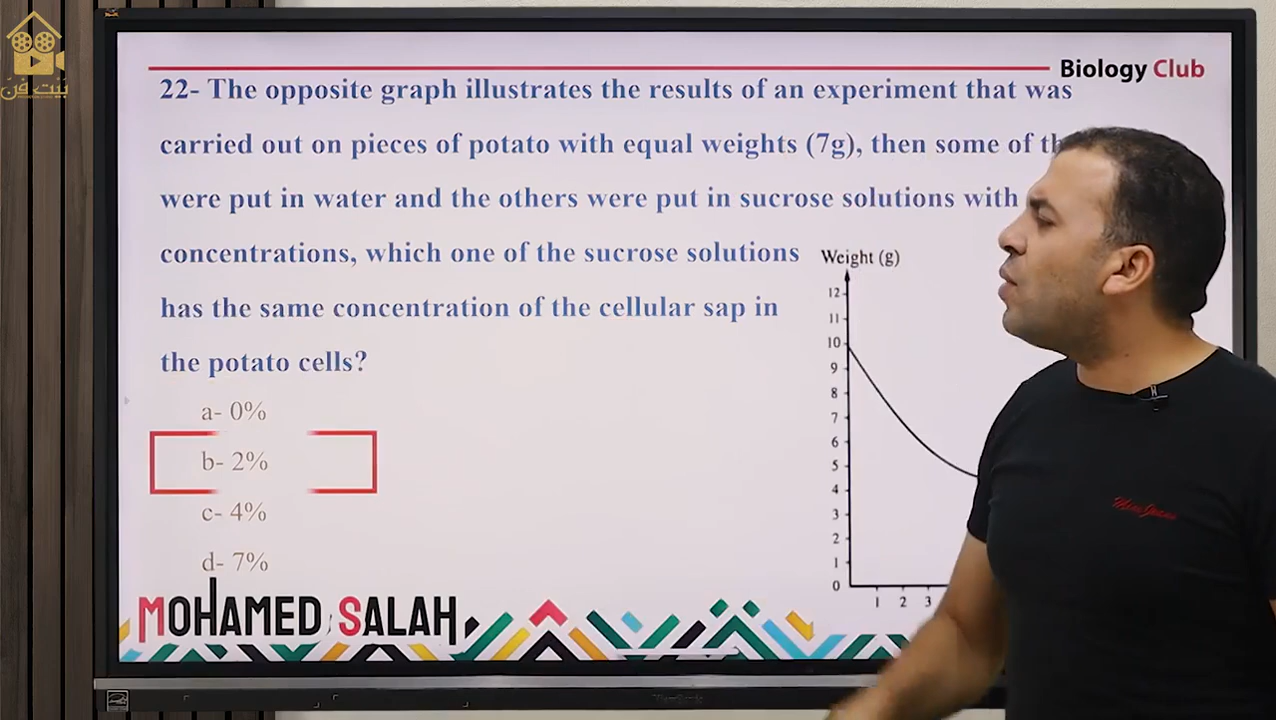 بيت فن
Biology Club
22- The opposite graph illustrates the results of an experiment that was
carried out on pieces of potato with equal weights (7g), then some of
were put in water and the others were put in sucrose solutions with
concentrations, which one of the sucrose solutions
has the same concentration of the cellular sap in
the potato cells?
a- 0%
b- 2%
c- 4%
d- 7%
Weight (g)
12
11
10
9
8
7
6
5
4
3
2
1
0
1 2 3
MOHAMED SALAH